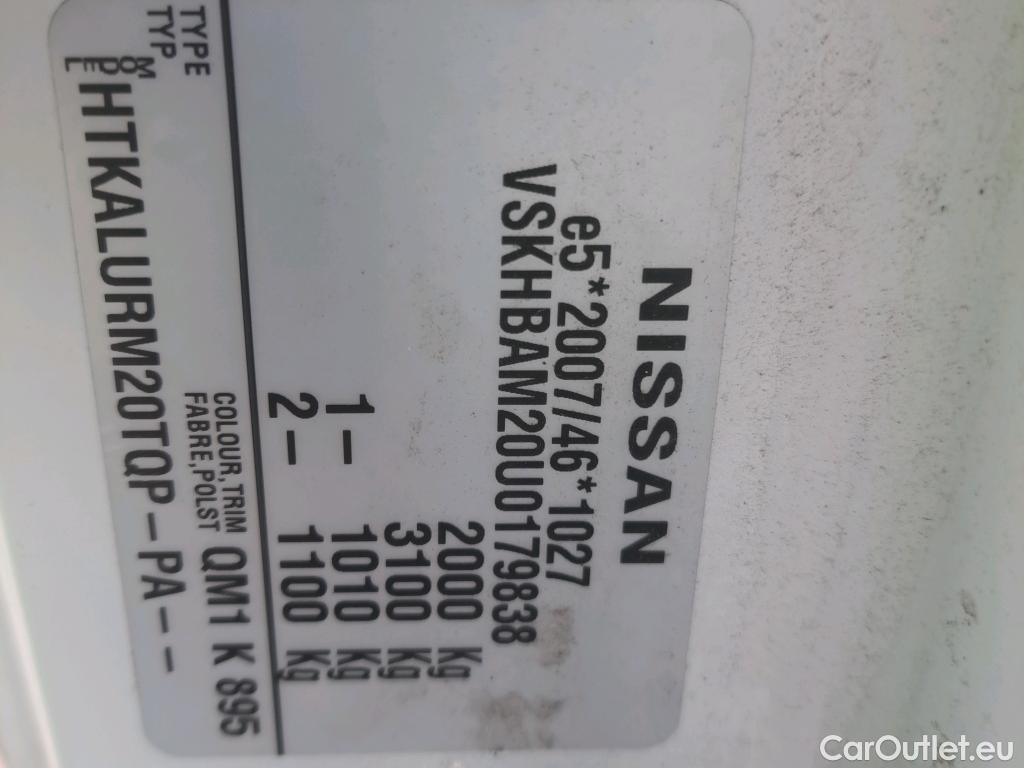 NISSAN
e5*2007/46*1027
VSKHBAM20U0179838
2000 Kg
3100 Kg
1- 1010 Kg
2- 1100 Kg
TYPE
TYP
COLOUR,TRIM
FABRE,POLST QM1 K 895
MODEL HTKALURM20TQP-PA--
CarOutlet.eu